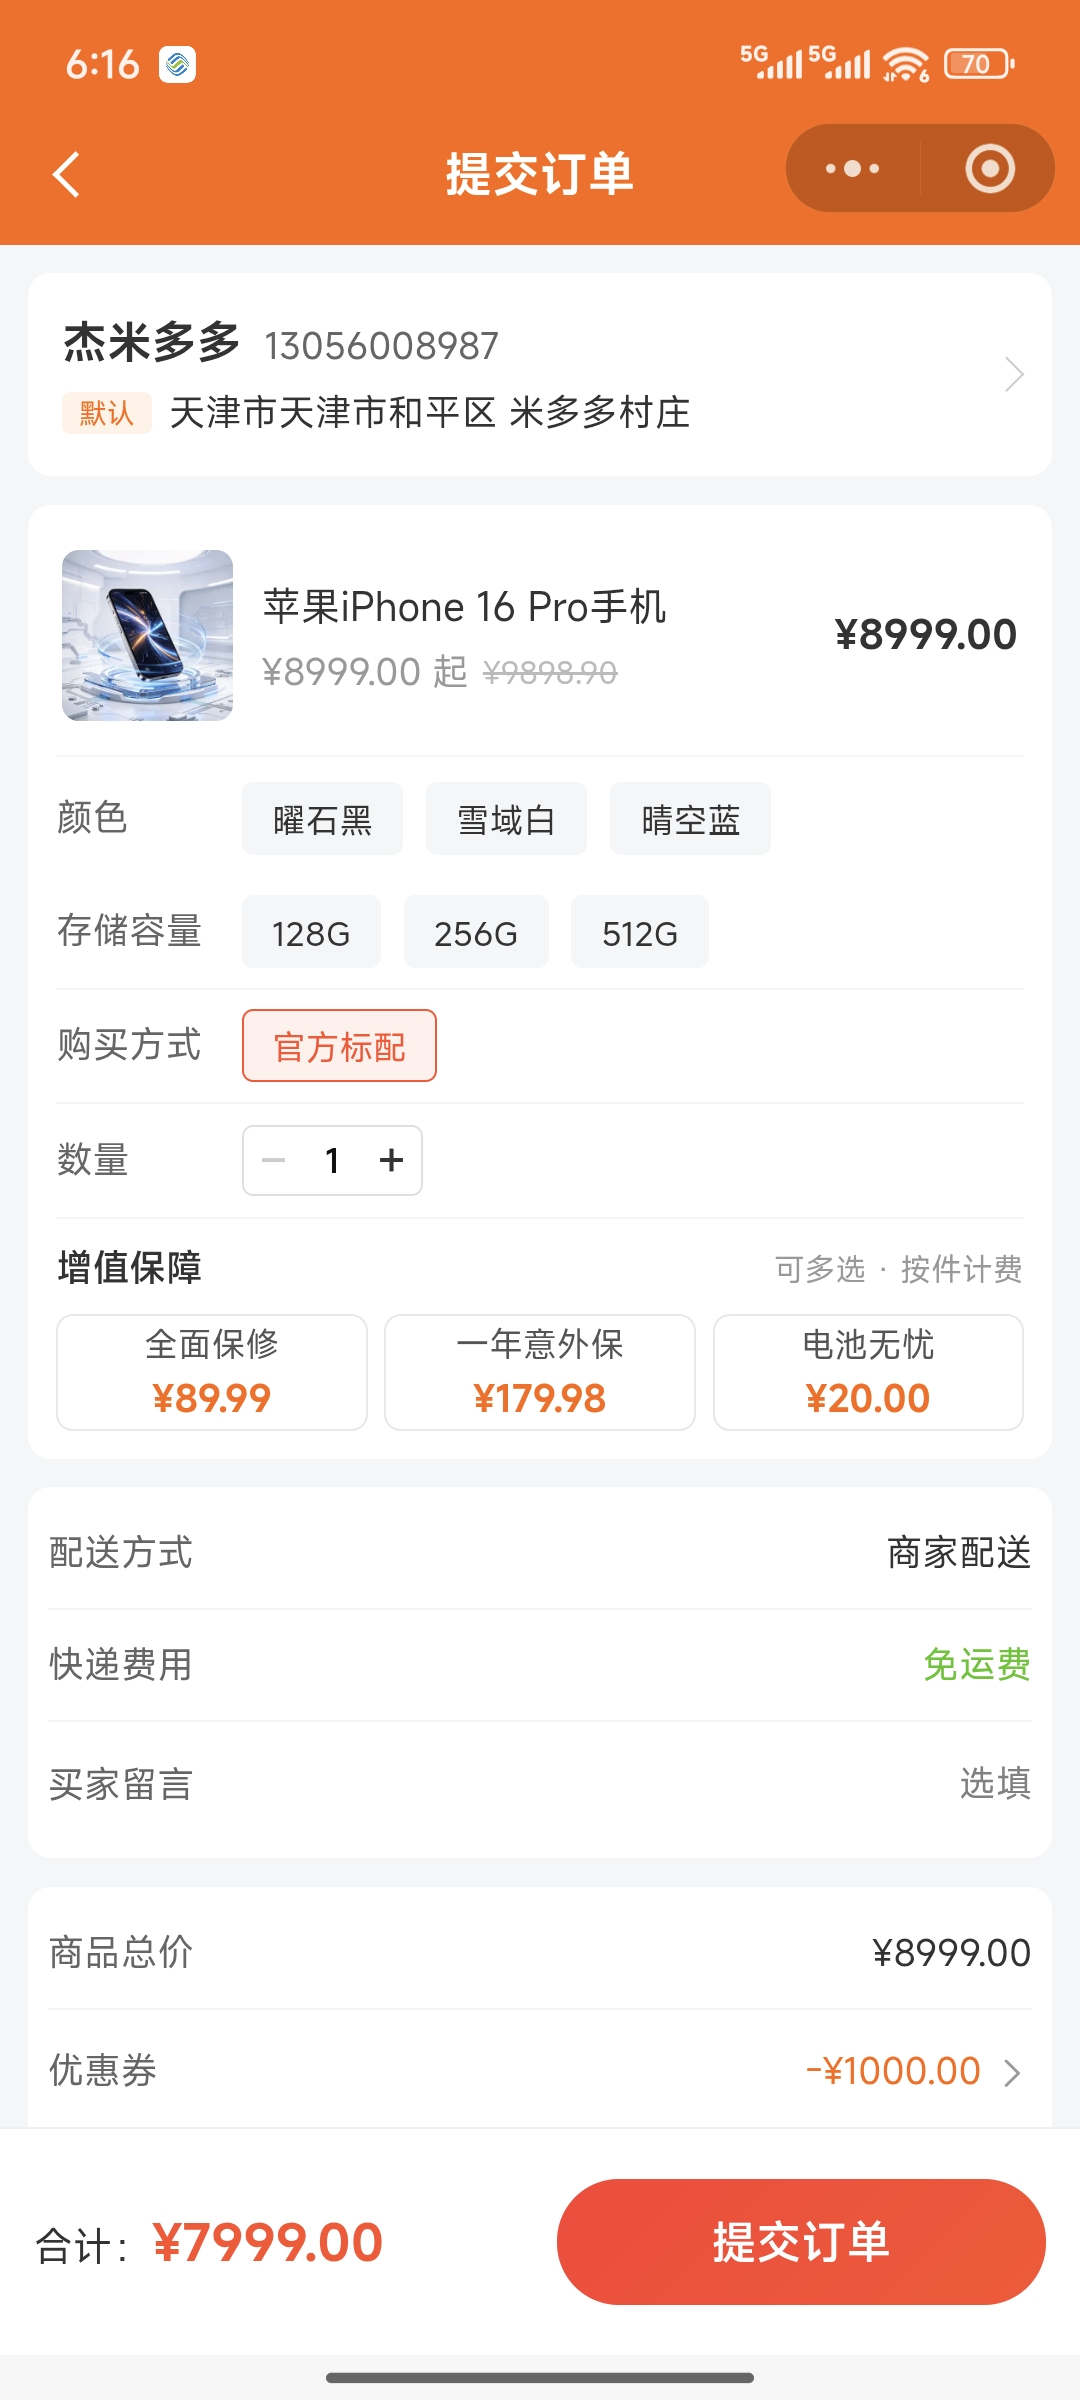 6:16
5G 5G 6 70
提交订单
杰米多多 13056008987
默认 天津市天津市和平区 米多多村庄
苹果iPhone 16 Pro手机
¥8999.00 起 ¥9898.90
¥8999.00
颜色 曜石黑 雪域白 晴空蓝
存储容量 128G 256G 512G
购买方式 官方标配
数量 − 1 +
增值保障 可多选 · 按件计费
全面保修 一年意外保 电池无忧
¥89.99 ¥179.98 ¥20.00
配送方式 商家配送
快递费用 免运费
买家留言 选填
商品总价 ¥8999.00
优惠券 -¥1000.00
合计: ¥7999.00 提交订单